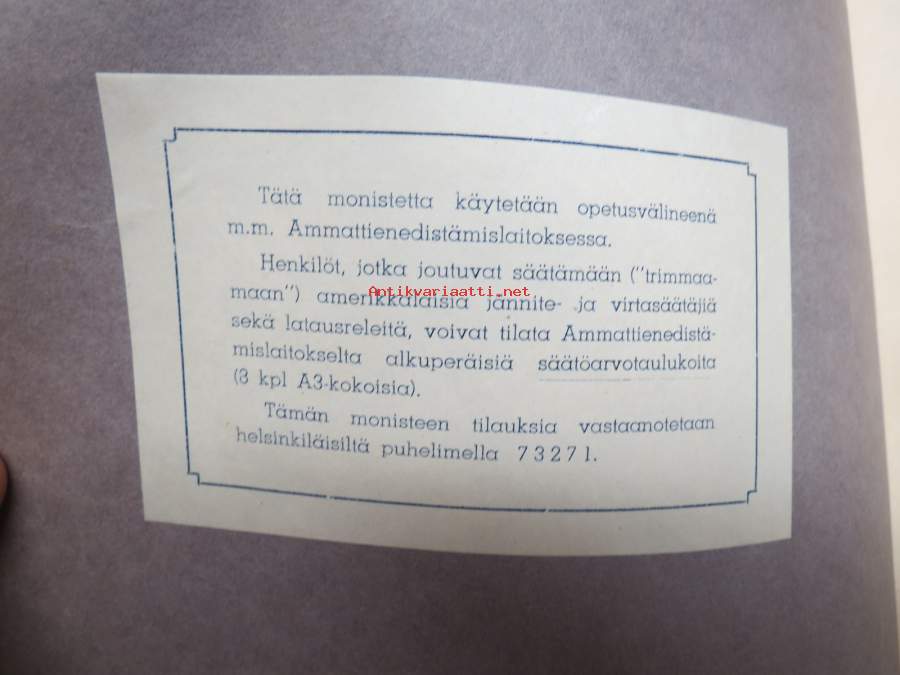 Tätä monistetta käytetään opetusvälineenä
m.m. Ammattienedistämislaitoksessa.
Henkilöt, jotka joutuvat säätämään ("trimmaa-
Antikvariaatti.net
maan") amerikkalaisia jännite- ja virtasäätäjiä
sekä latausreleitä, voivat tilata Ammattienedistä-
mislaitokselta alkuperäisiä säätöarvotaulukoita
(3 kpl A3-kokoisia).
Tämän monisteen tilauksia vastaanotetaan
helsinkiläisiltä puhelimella 73271.